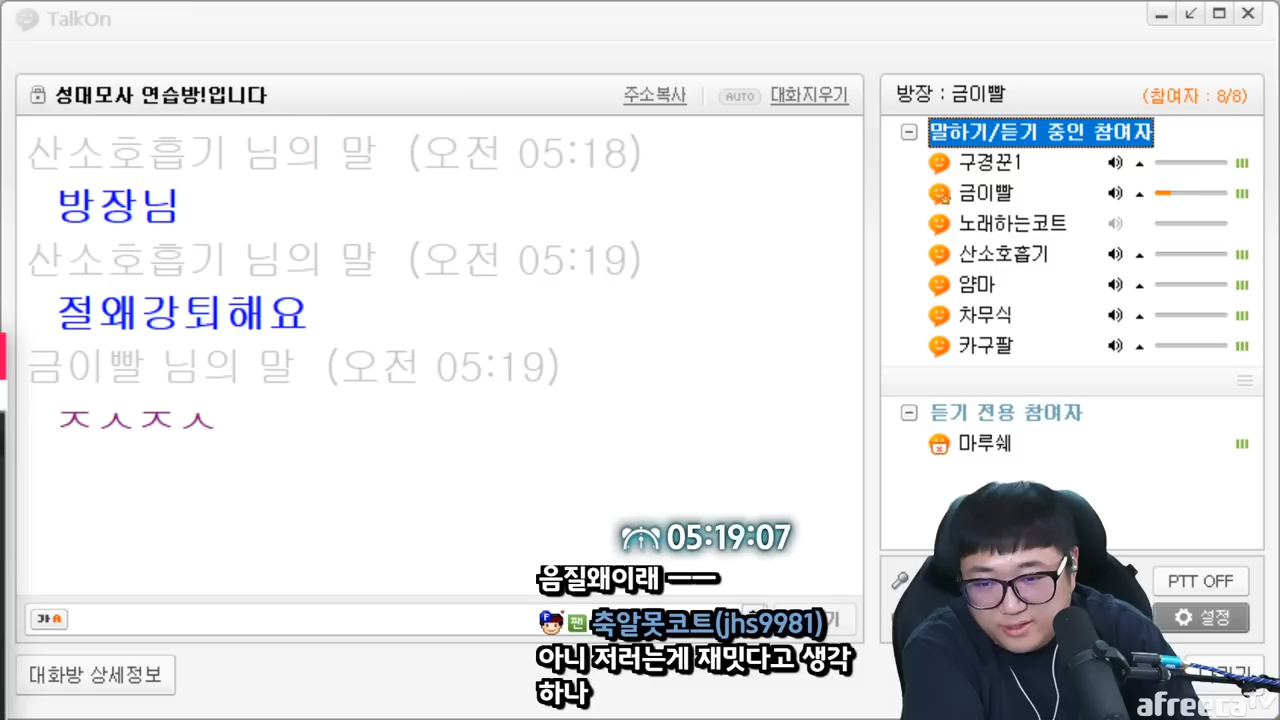 TalkOn
성대모사 연습방!입니다
주소복사
AUTO
대화지우기
산소호흡기 님의 말 (오전 05:18)
방장님
산소호흡기 님의 말 (오전 05:19)
절왜강퇴해요
금이빨 님의 말 (오전 05:19)
ㅈㅅㅈㅅ
방장 : 금이빨
(참여자 : 8/8)
말하기/듣기 중인 참여자
구경꾼1
금이빨
노래하는코트
산소호흡기
얌마
차무식
카구팔
듣기 전용 참여자
마루쉐
05:19:07
음질왜이래 ㅡㅡ
F 찐 축알못코트(jhs9981)
아니 저러는게 재밋다고 생각
하나
가
대화방 상세정보
PTT OFF
설정
afreecaTV